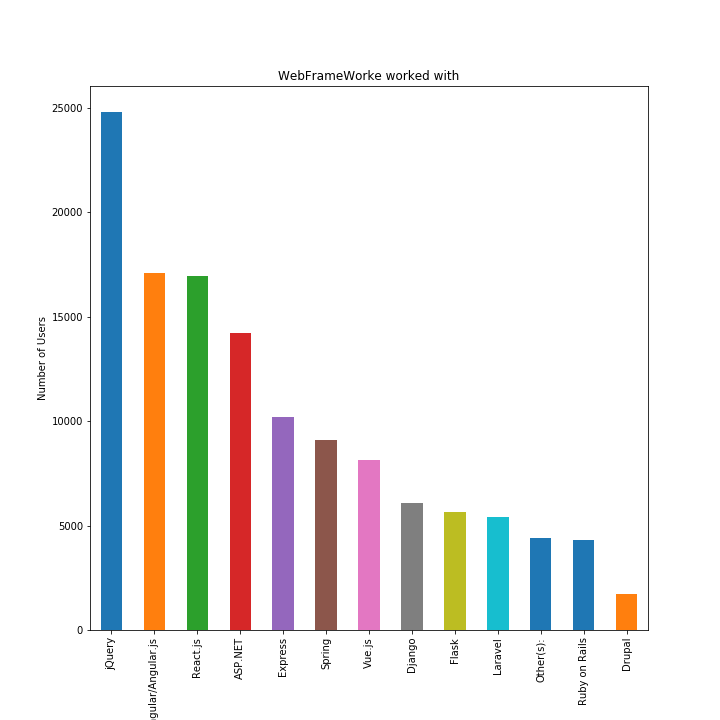 WebFrameWorke worked with
Number of Users
25000
20000
15000
10000
5000
0
jQuery
gular/Angular.js
React.js
ASP.NET
Express
Spring
Vue.js
Django
Flask
Laravel
Other(s):
Ruby on Rails
Drupal